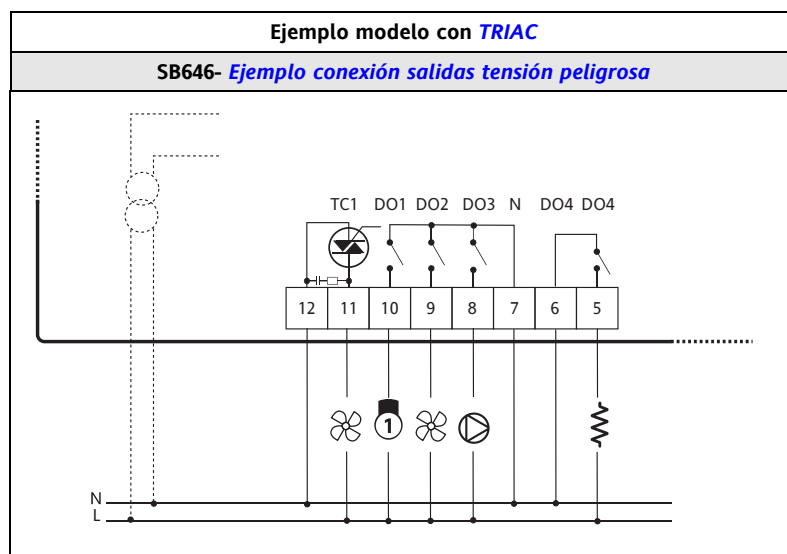 Ejemplo modelo con TRIAC
SB646- Ejemplo conexión salidas tensión peligrosa
TC1 DO1 DO2 DO3 N DO4 DO4
12 11 10 9 8 7 6 5
1
N
L